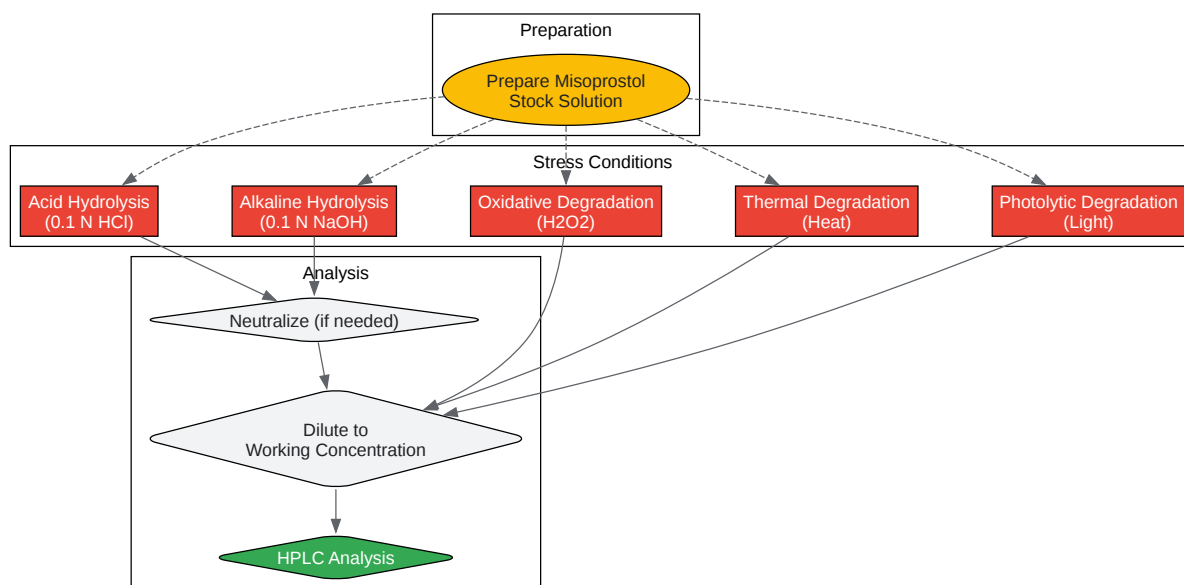 Preparation
Prepare Misoprostol
Stock Solution
Stress Conditions
Acid Hydrolysis
(0.1 N HCl)
Alkaline Hydrolysis
(0.1 N NaOH)
Oxidative Degradation
(H2O2)
Thermal Degradation
(Heat)
Photolytic Degradation
(Light)
Analysis
Neutralize (if needed)
Dilute to
Working Concentration
HPLC Analysis